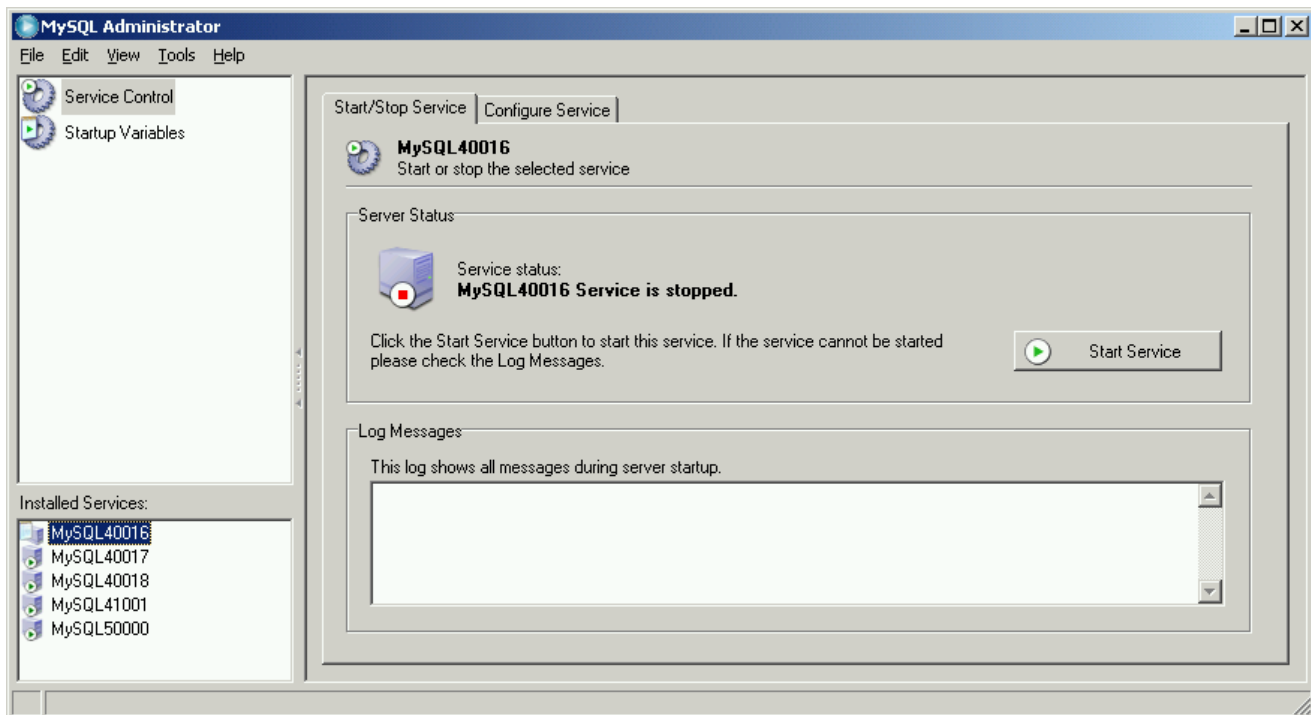 MySQL Administrator
File Edit View Tools Help
Service Control
Startup Variables
Installed Services:
MySQL40016
MySQL40017
MySQL40018
MySQL41001
MySQL50000
Start/Stop Service
Configure Service
MySQL40016
Start or stop the selected service
Server Status
Service status:
MySQL40016 Service is stopped.
Click the Start Service button to start this service. If the service cannot be started
please check the Log Messages.
Start Service
Log Messages
This log shows all messages during server startup.